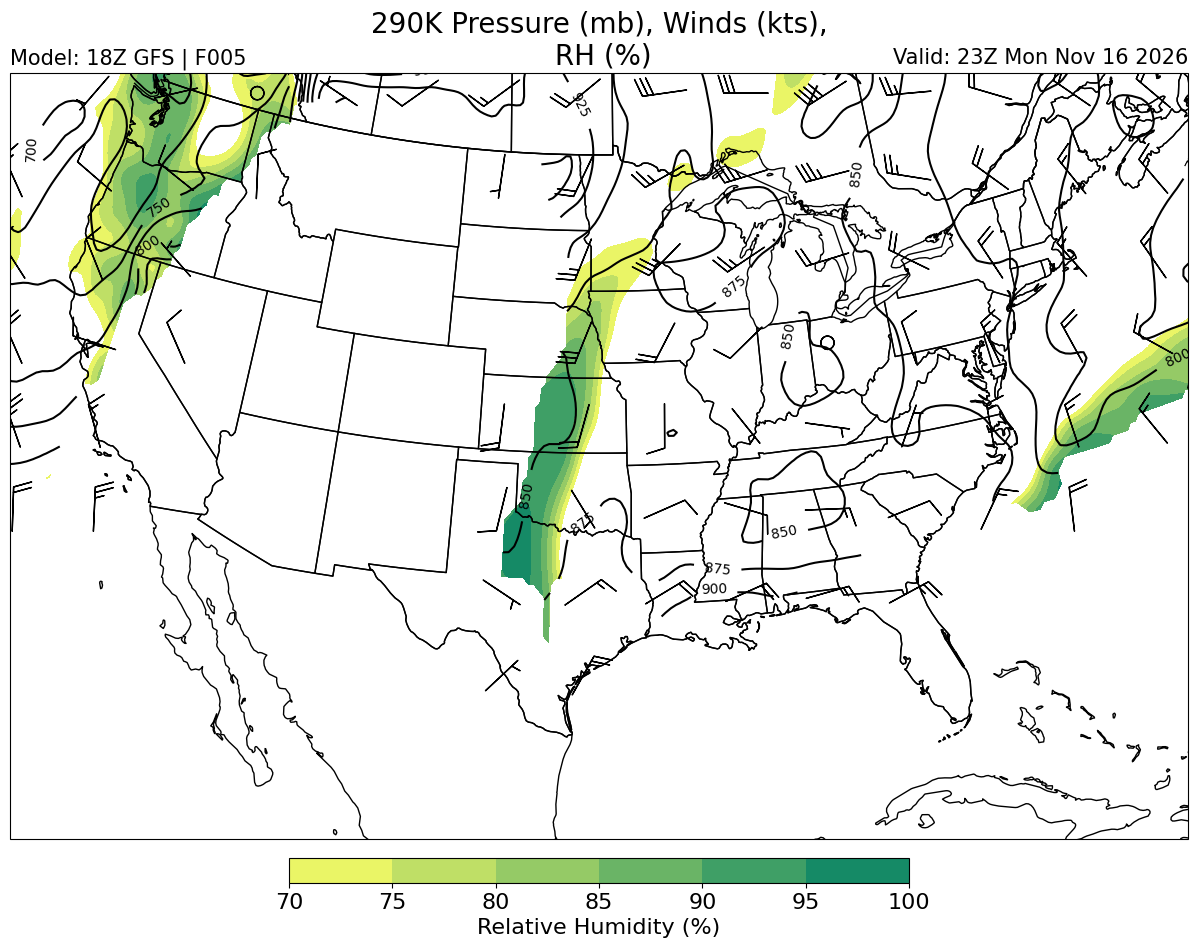 290K Pressure (mb), Winds (kts),
RH (%)
Model: 18Z GFS | F005
Valid: 23Z Mon Nov 16 2026
925
700
850
750
800
875
850
800
850
875
850
875
900
70 75 80 85 90 95 100
Relative Humidity (%)